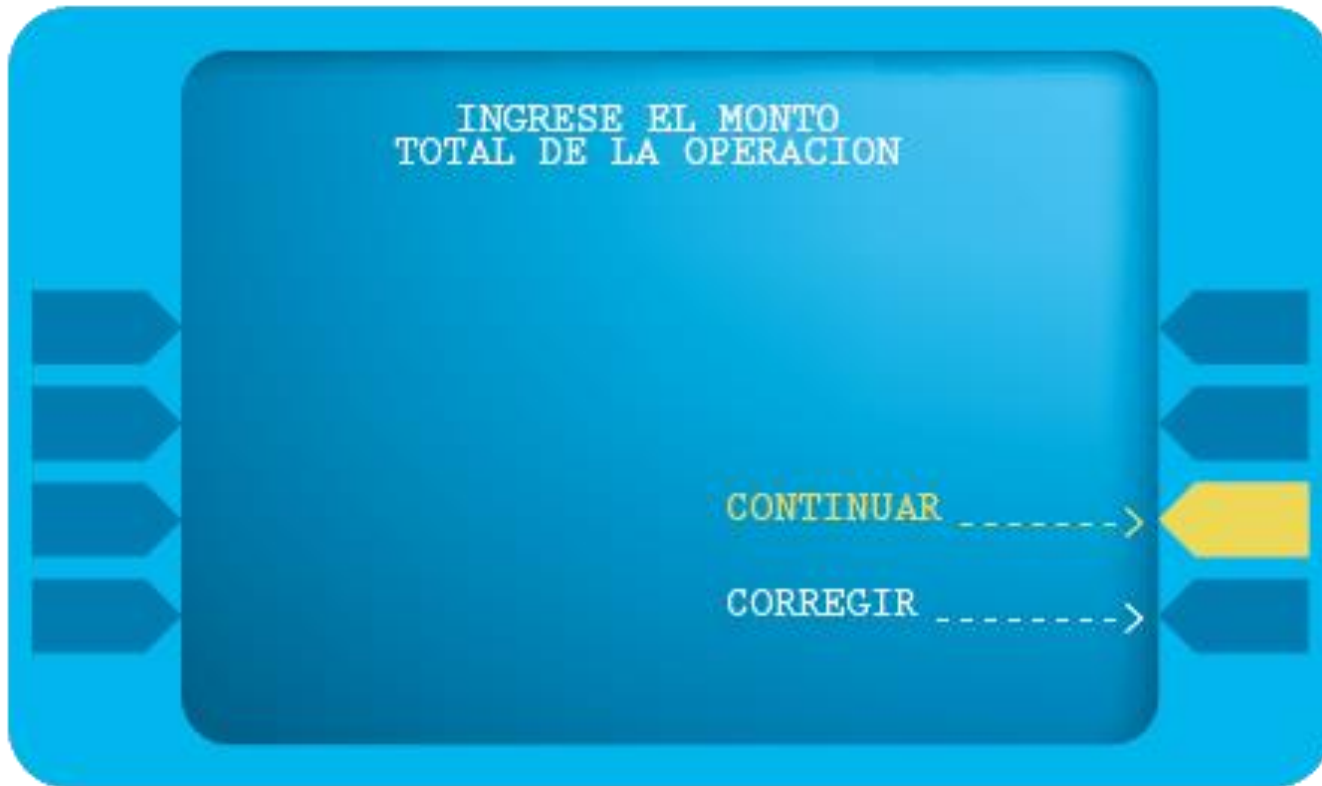 INGRESE EL MONTO
TOTAL DE LA OPERACION
CONTINUAR
CORREGIR